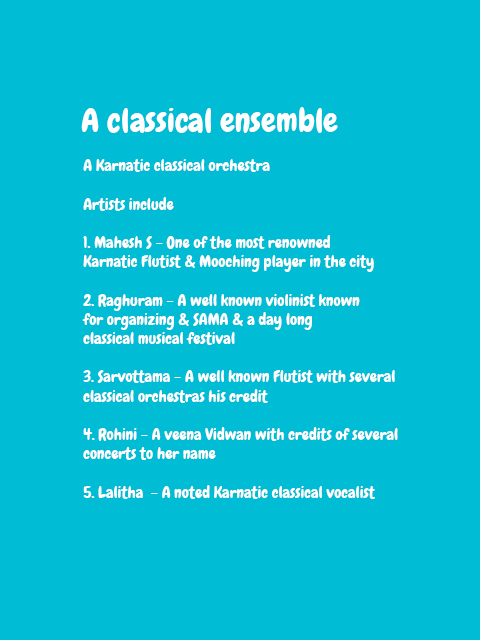 A classical ensemble
A Karnatic classical orchestra
Artists include
1. Mahesh S – One of the most renowned
Karnatic Flutist & Mooching player in the city
2. Raghuram – A well known violinist known
for organizing & SAMA & a day long
classical musical festival
3. Sarvottama – A well known Flutist with several
classical orchestras his credit
4. Rohini – A veena Vidwan with credits of several
concerts to her name
5. Lalitha – A noted Karnatic classical vocalist